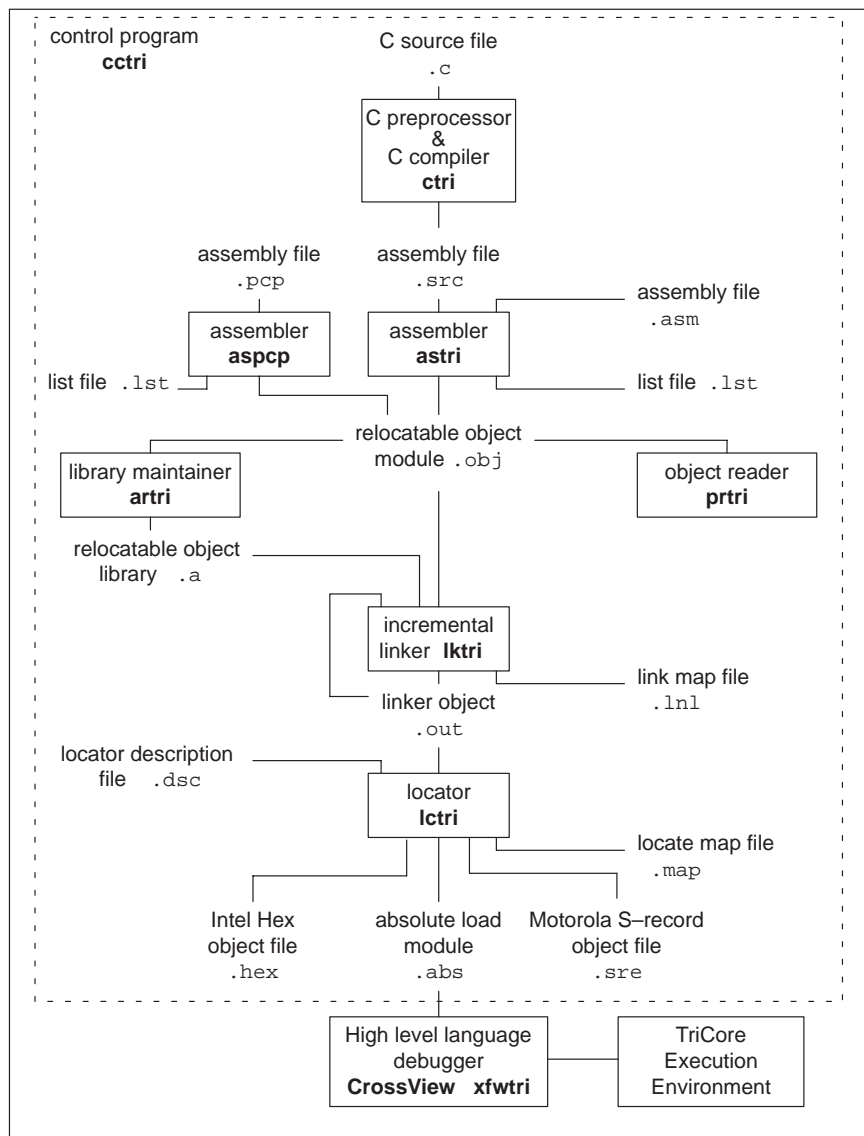 control program
cctri
C source file
.c
C preprocessor
&
C compiler
ctri
assembly file
.pcp
assembly file
.src
assembly file
.asm
assembler
aspcp
assembler
astri
list file .lst
list file .lst
relocatable object
module .obj
library maintainer
artri
object reader
prtri
relocatable object
library .a
incremental
linker lktri
link map file
.lnl
linker object
.out
locator description
file .dsc
locator
lctri
locate map file
.map
Intel Hex
object file
.hex
absolute load
module
.abs
Motorola S–record
object file
.sre
High level language
debugger
CrossView xfwtri
TriCore
Execution
Environment